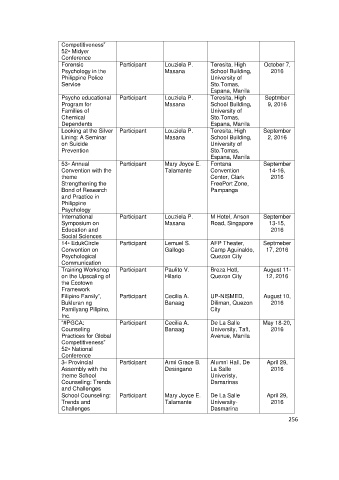 Competitiveness"
52nd Midyer
Conference
Forensic Participant Louziela P. Teresita, High October 7,
Psychology in the Masana School Building, 2016
Philippine Police University of
Service Sto.Tomas,
Espana, Manila
Psycho educational Participant Louziela P. Teresita, High Septmber
Program for Masana School Building, 9, 2016
Families of University of
Chemical Sto.Tomas,
Dependents Espana, Manila
Looking at the Silver Participant Louziela P. Teresita, High September
Lining: A Seminar Masana School Building, 2, 2016
on Suicide University of
Prevention Sto.Tomas,
Espana, Manila
53rd Annual Participant Mary Joyce E. Fontana September
Convention with the Talamante Convention 14-16,
theme Center, Clark 2016
Strengthening the FreePort Zone,
Bond of Research Pampanga
and Practice in
Philippine
Psychology
International Participant Louziela P. M Hotel, Anson September
Symposium on Masana Road, Singapore 13-15,
Education and 2016
Social Sciences
14th EdukCircle Participant Lemuel S. AFP Theater, Septmeber
Convention on Gallogo Camp Aguinaldo, 17, 2016
Psychological Quezon City
Communication
Training Workshop Participant Paulito V. Breza Hotl, August 11-
on the Upscaling of Hilario Quezon City 12, 2016
the Ecotown
Framework
Filipino Family", Participant Cecilia A. UP-NISMED, August 10,
Bukluran ng Banaag Diliman, Quezon 2016
Pamilyang Pilipino, City
Inc.
"#PGCA: Participant Cecilia A. De La Salle May 18-20,
Counseling Banaag University, Taft, 2016
Practices for Global Avenue, Manila
Competitiveness"
52nd National
Conference
3rd Provincial Participant Arni Grace B. Alumni Hall, De April 29,
Assembly with the Desingano La Salle 2016
theme School Univeristy,
Counseling: Trends Damarinas
and Challenges
School Counseling: Participant Mary Joyce E. De La Salle April 29,
Trends and Talamante University- 2016
Challenges Dasmarina
256